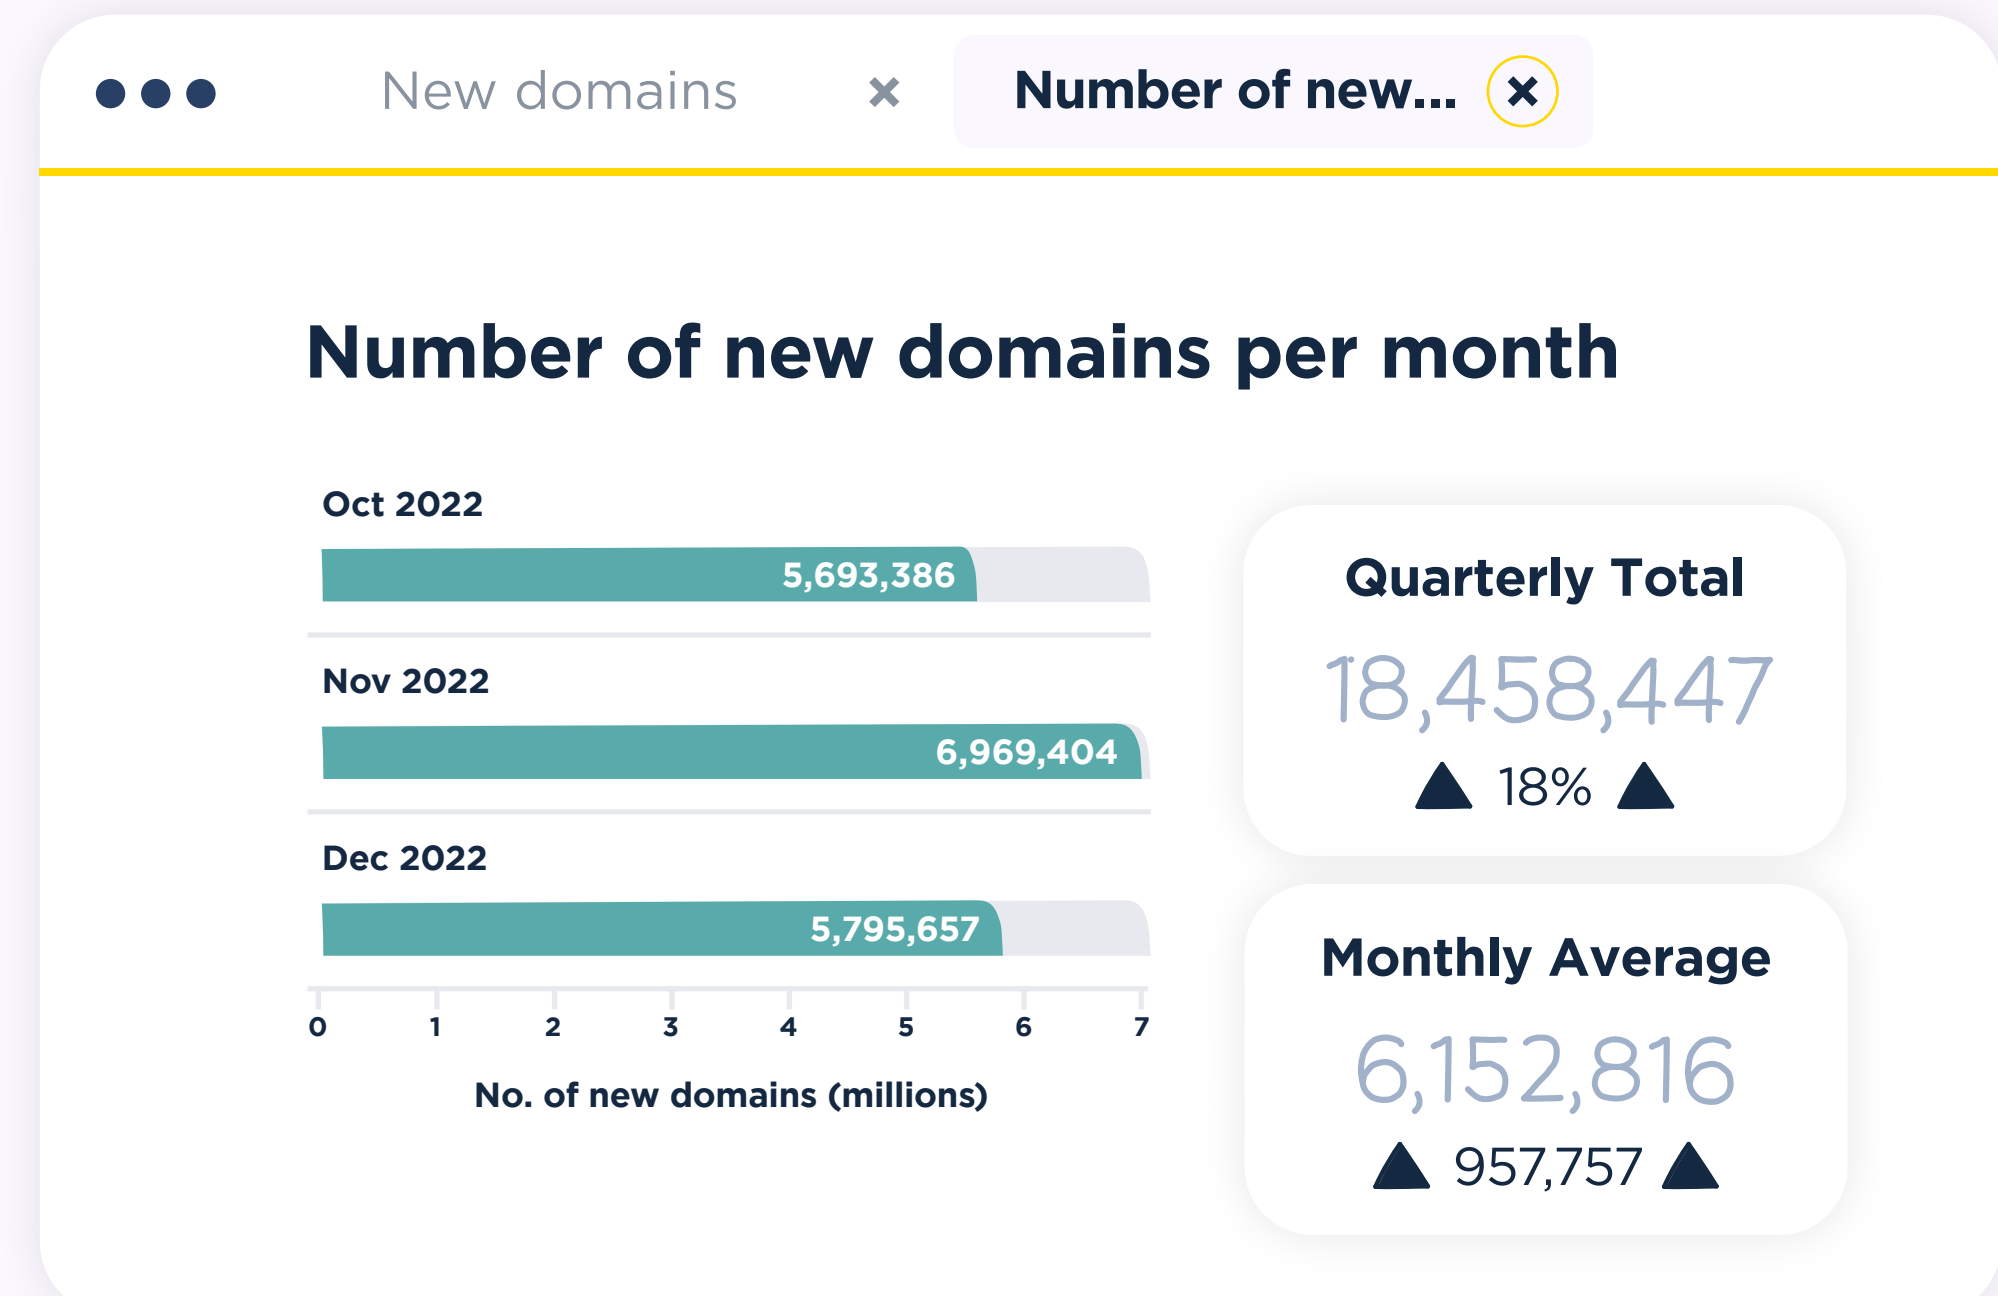 New domains
Number of new...
Number of new domains per month
Oct 2022
5,693,386
Nov 2022
6,969,404
Dec 2022
5,795,657
0 1 2 3 4 5 6 7
No. of new domains (millions)
Quarterly Total
18,458,447
18%
Monthly Average
6,152,816
957,757